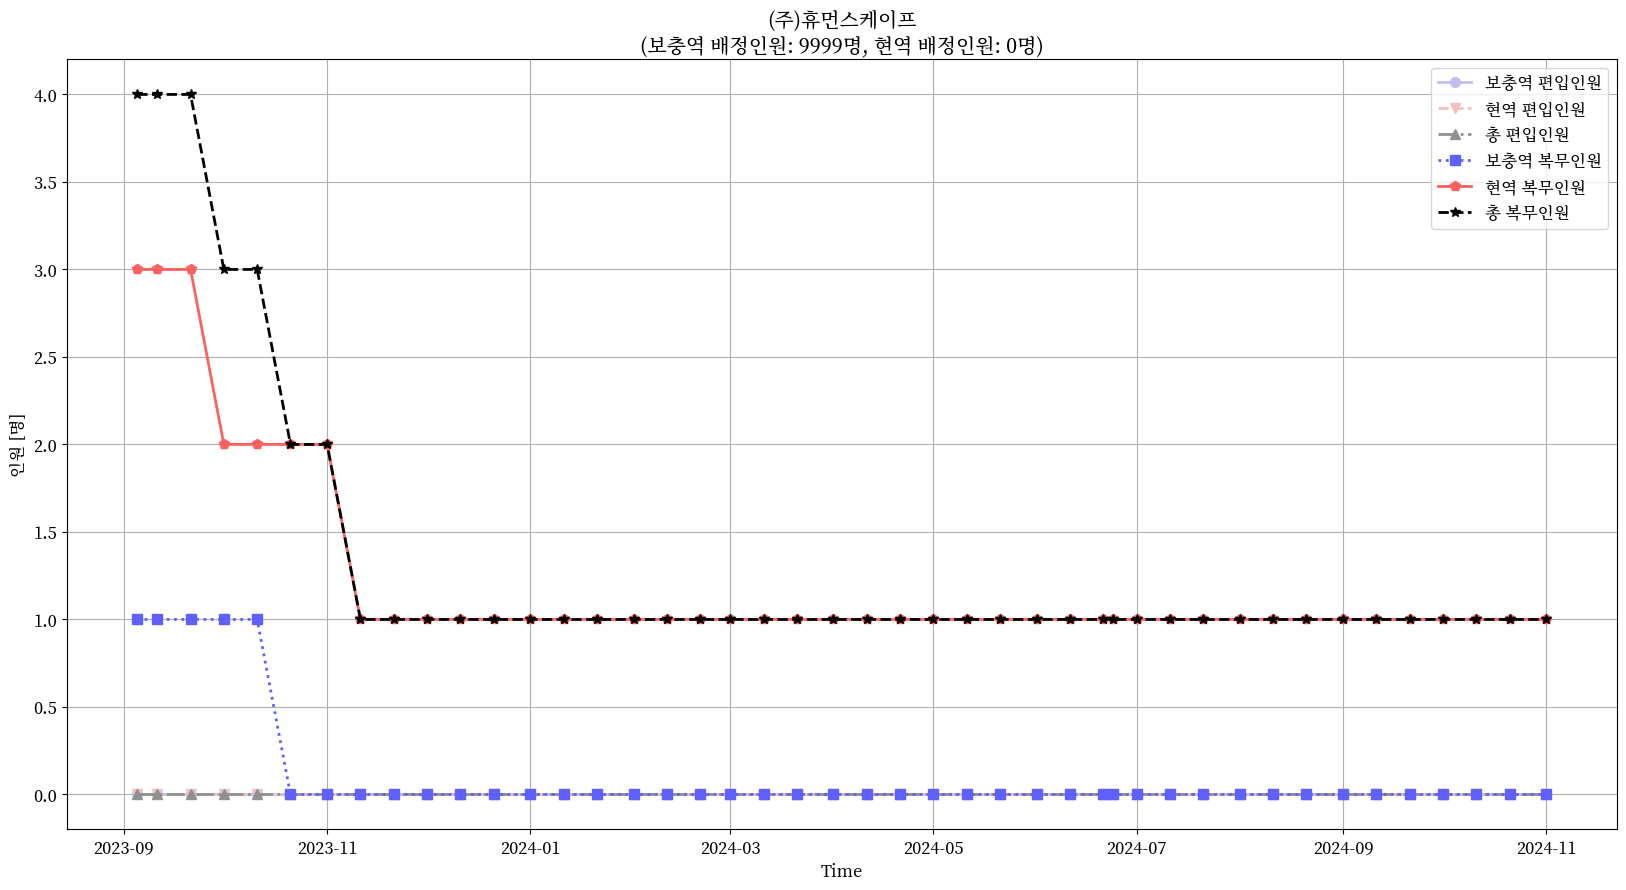 (주)휴먼스케이프
(보충역 배정인원: 9999명, 현역 배정인원: 0명)
보충역 편입인원
현역 편입인원
총 편입인원
보충역 복무인원
현역 복무인원
총 복무인원
인원 [명]
4.0
3.5
3.0
2.5
2.0
1.5
1.0
0.5
0.0
2023-09
2023-11
2024-01
2024-03
2024-05
2024-07
2024-09
2024-11
Time